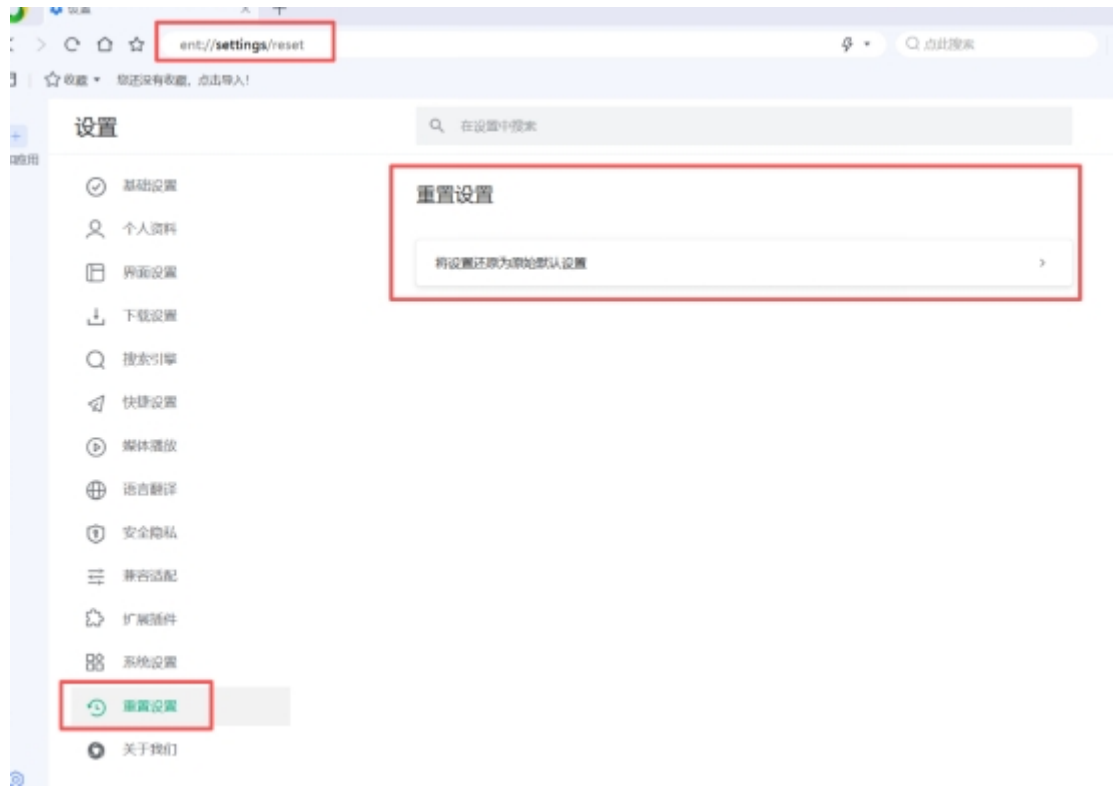 设置
ent://settings/reset
点此搜索
收藏
您还没有收藏，点击导入！
设置
在设置中搜索
基础设置
个人资料
界面设置
下载设置
搜索引擎
快捷设置
媒体播放
语言翻译
安全隐私
兼容适配
扩展插件
系统设置
重置设置
关于我们
重置设置
将设置还原为原始默认设置